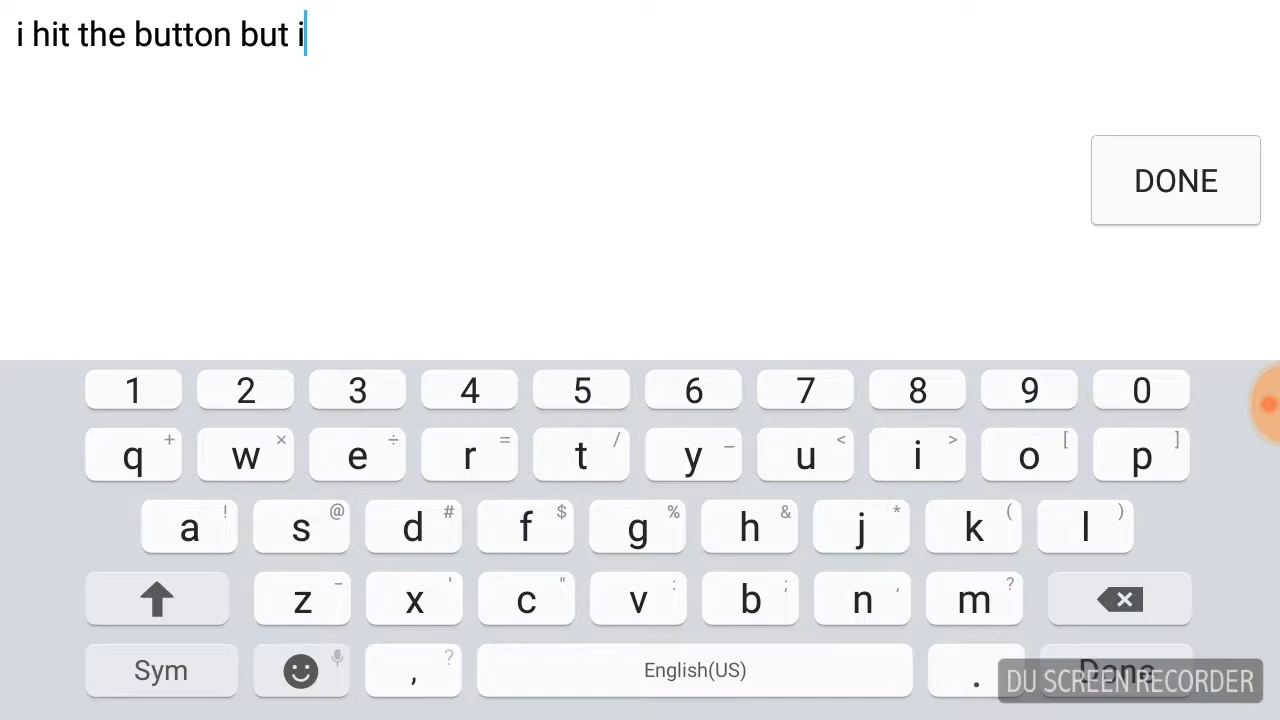 i hit the button but i
DONE
1 2 3 4 5 6 7 8 9 0
q + w × e ÷ r = t / y _ u < i > o [ p ]
a ! s @ d # f $ g % h & j * k ( l )
z - x ' c " v : b ; n , m ?
Sym , ? English(US) . Done
DU SCREEN RECORDER